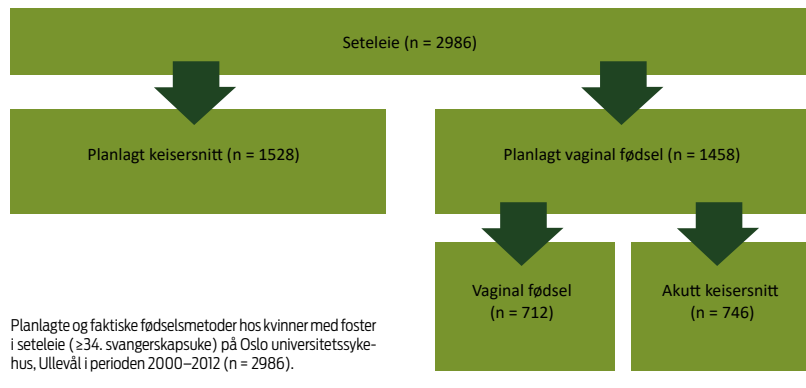 Seteleie (n = 2986)
Planlagt keisersnitt (n = 1528)
Planlagt vaginal fødsel (n = 1458)
Vaginal fødsel
(n = 712)
Akutt keisersnitt
(n = 746)
Planlagte og faktiske fødselsmetoder hos kvinner med foster
i seteleie (≥34. svangerskapsuke) på Oslo universitetssyke-
hus, Ullevål i perioden 2000–2012 (n = 2986).